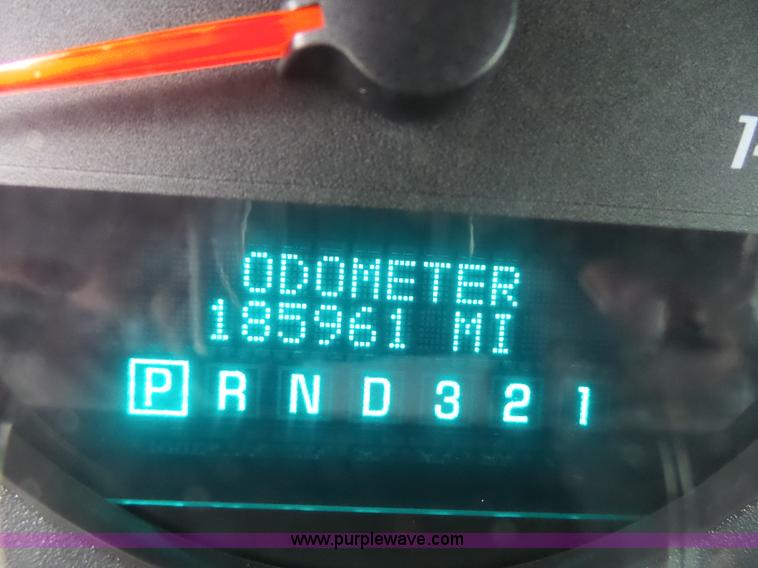 ODOMETER
185961 MI
P R N D 3 2 1
www.purplewave.com